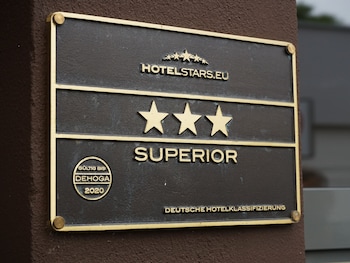 HOTELSTARS.EU
SUPERIOR
GÜLTIG BIS
DEHOGA
2020
DEUTSCHE HOTELKLASSIFIZIERUNG